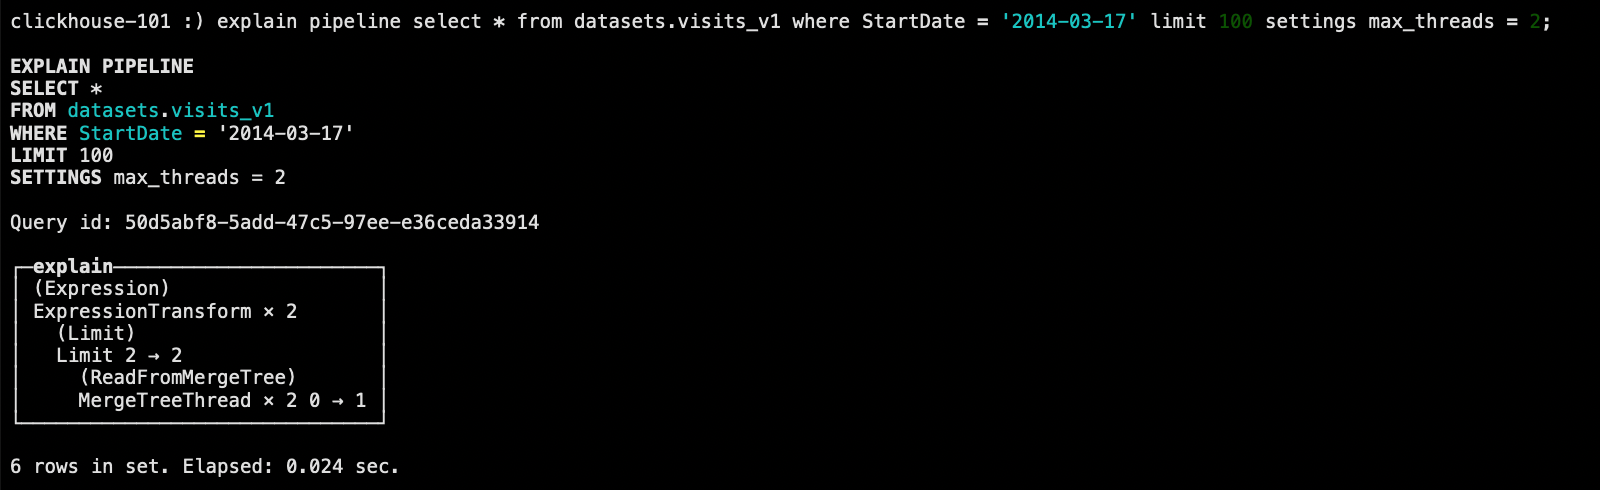 clickhouse-101 :) explain pipeline select * from datasets.visits_v1 where StartDate = '2014-03-17' limit 100 settings max_threads = 2;
EXPLAIN PIPELINE
SELECT *
FROM datasets.visits_v1
WHERE StartDate = '2014-03-17'
LIMIT 100
SETTINGS max_threads = 2
Query id: 50d5abf8-5add-47c5-97ee-e36ceda33914
explain
(Expression)
ExpressionTransform × 2
(Limit)
Limit 2 → 2
(ReadFromMergeTree)
MergeTreeThread × 2 0 → 1
6 rows in set. Elapsed: 0.024 sec.